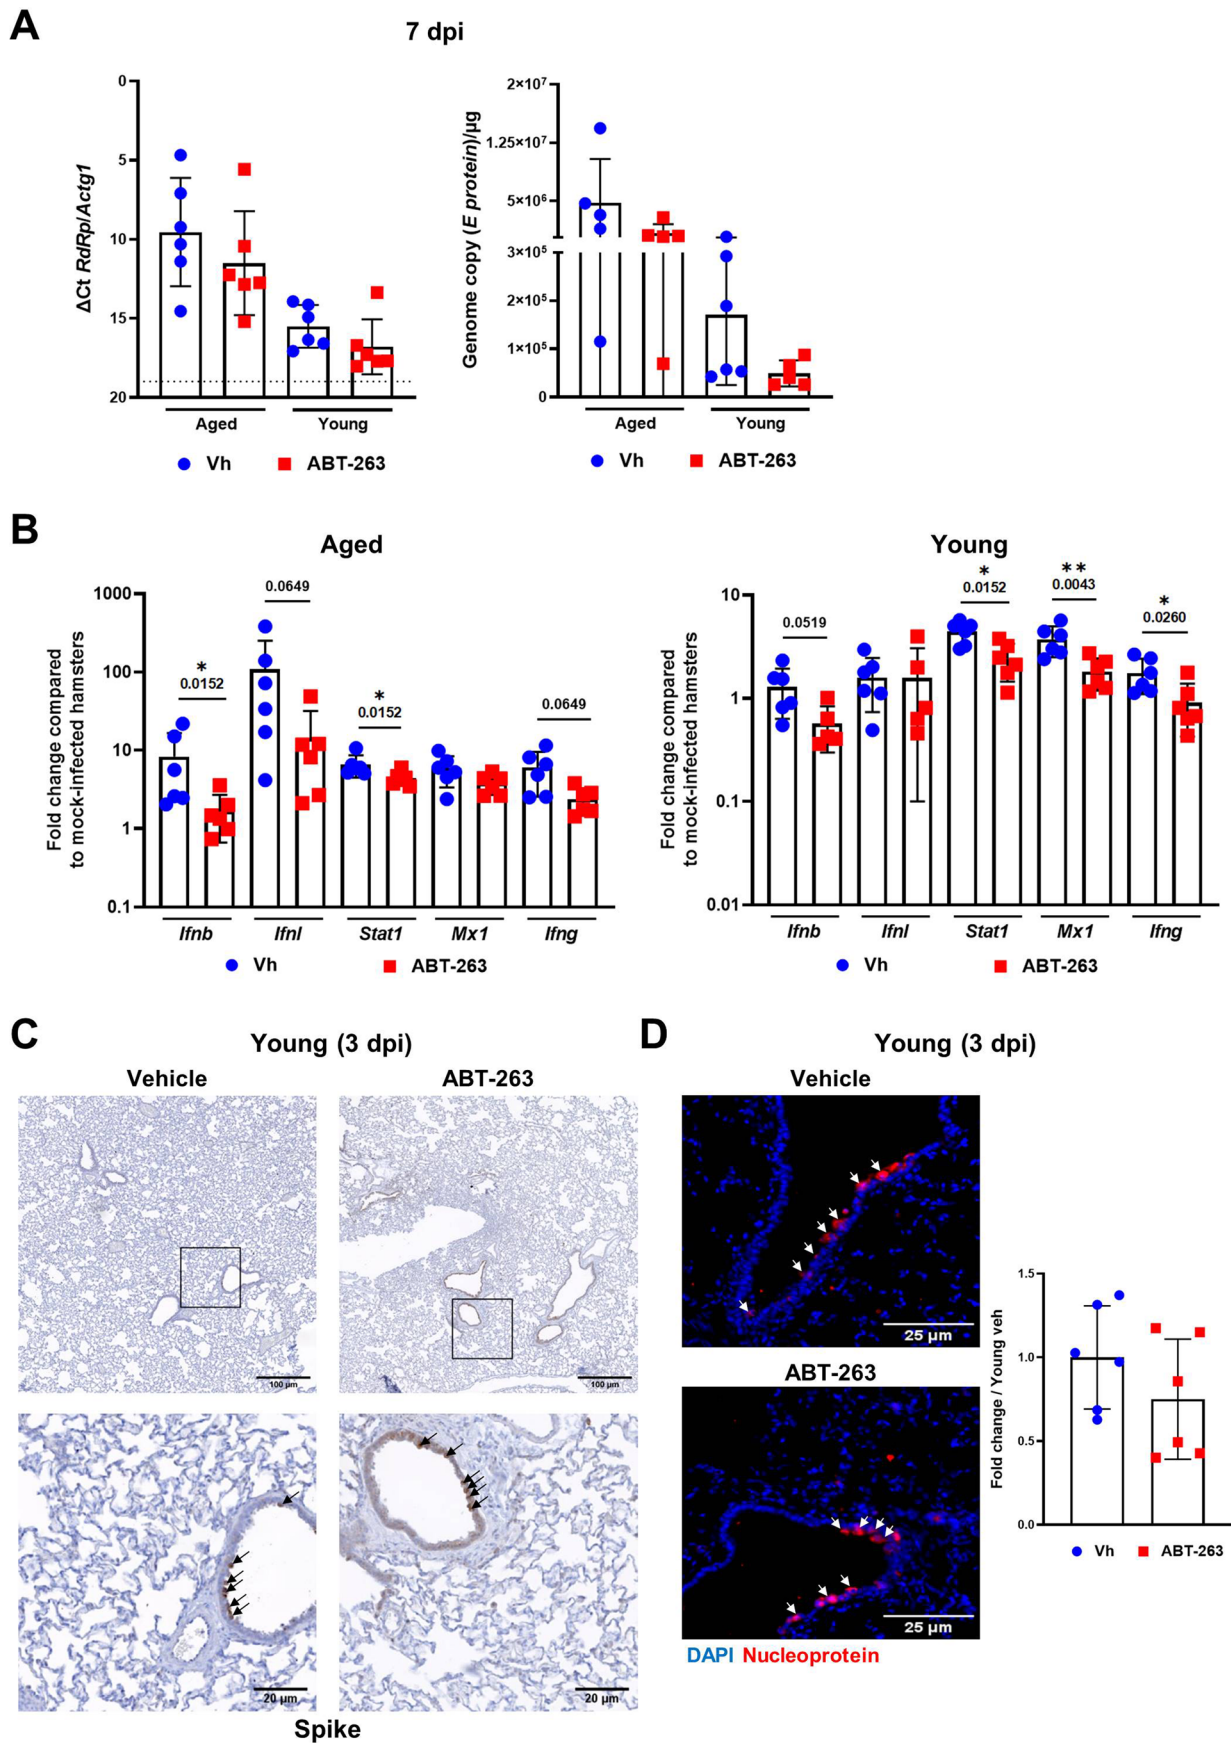 A
7 dpi
0
5
10
15
20
ΔCt RdRp/Actg1
Aged
Young
Vh
ABT-263
2×10⁷
1.25×10⁷
5×10⁶
3×10⁵
2×10⁵
1×10⁵
0
Genome copy (E protein)/µg
Aged
Young
Vh
ABT-263
B
Aged
1000
100
10
1
0.1
Fold change compared
to mock-infected hamsters
*
0.0152
0.0649
*
0.0152
0.0649
Ifnb
Ifnl
Stat1
Mx1
Ifng
Vh
ABT-263
Young
10
1
0.1
0.01
Fold change compared
to mock-infected hamsters
0.0519
*
0.0152
**
0.0043
*
0.0260
Ifnb
Ifnl
Stat1
Mx1
Ifng
Vh
ABT-263
C
Young (3 dpi)
Vehicle
ABT-263
100 µm
100 µm
20 µm
20 µm
Spike
D
Young (3 dpi)
Vehicle
25 µm
ABT-263
25 µm
DAPI Nucleoprotein
1.5
1.0
0.5
0.0
Fold change / Young veh
Vh
ABT-263